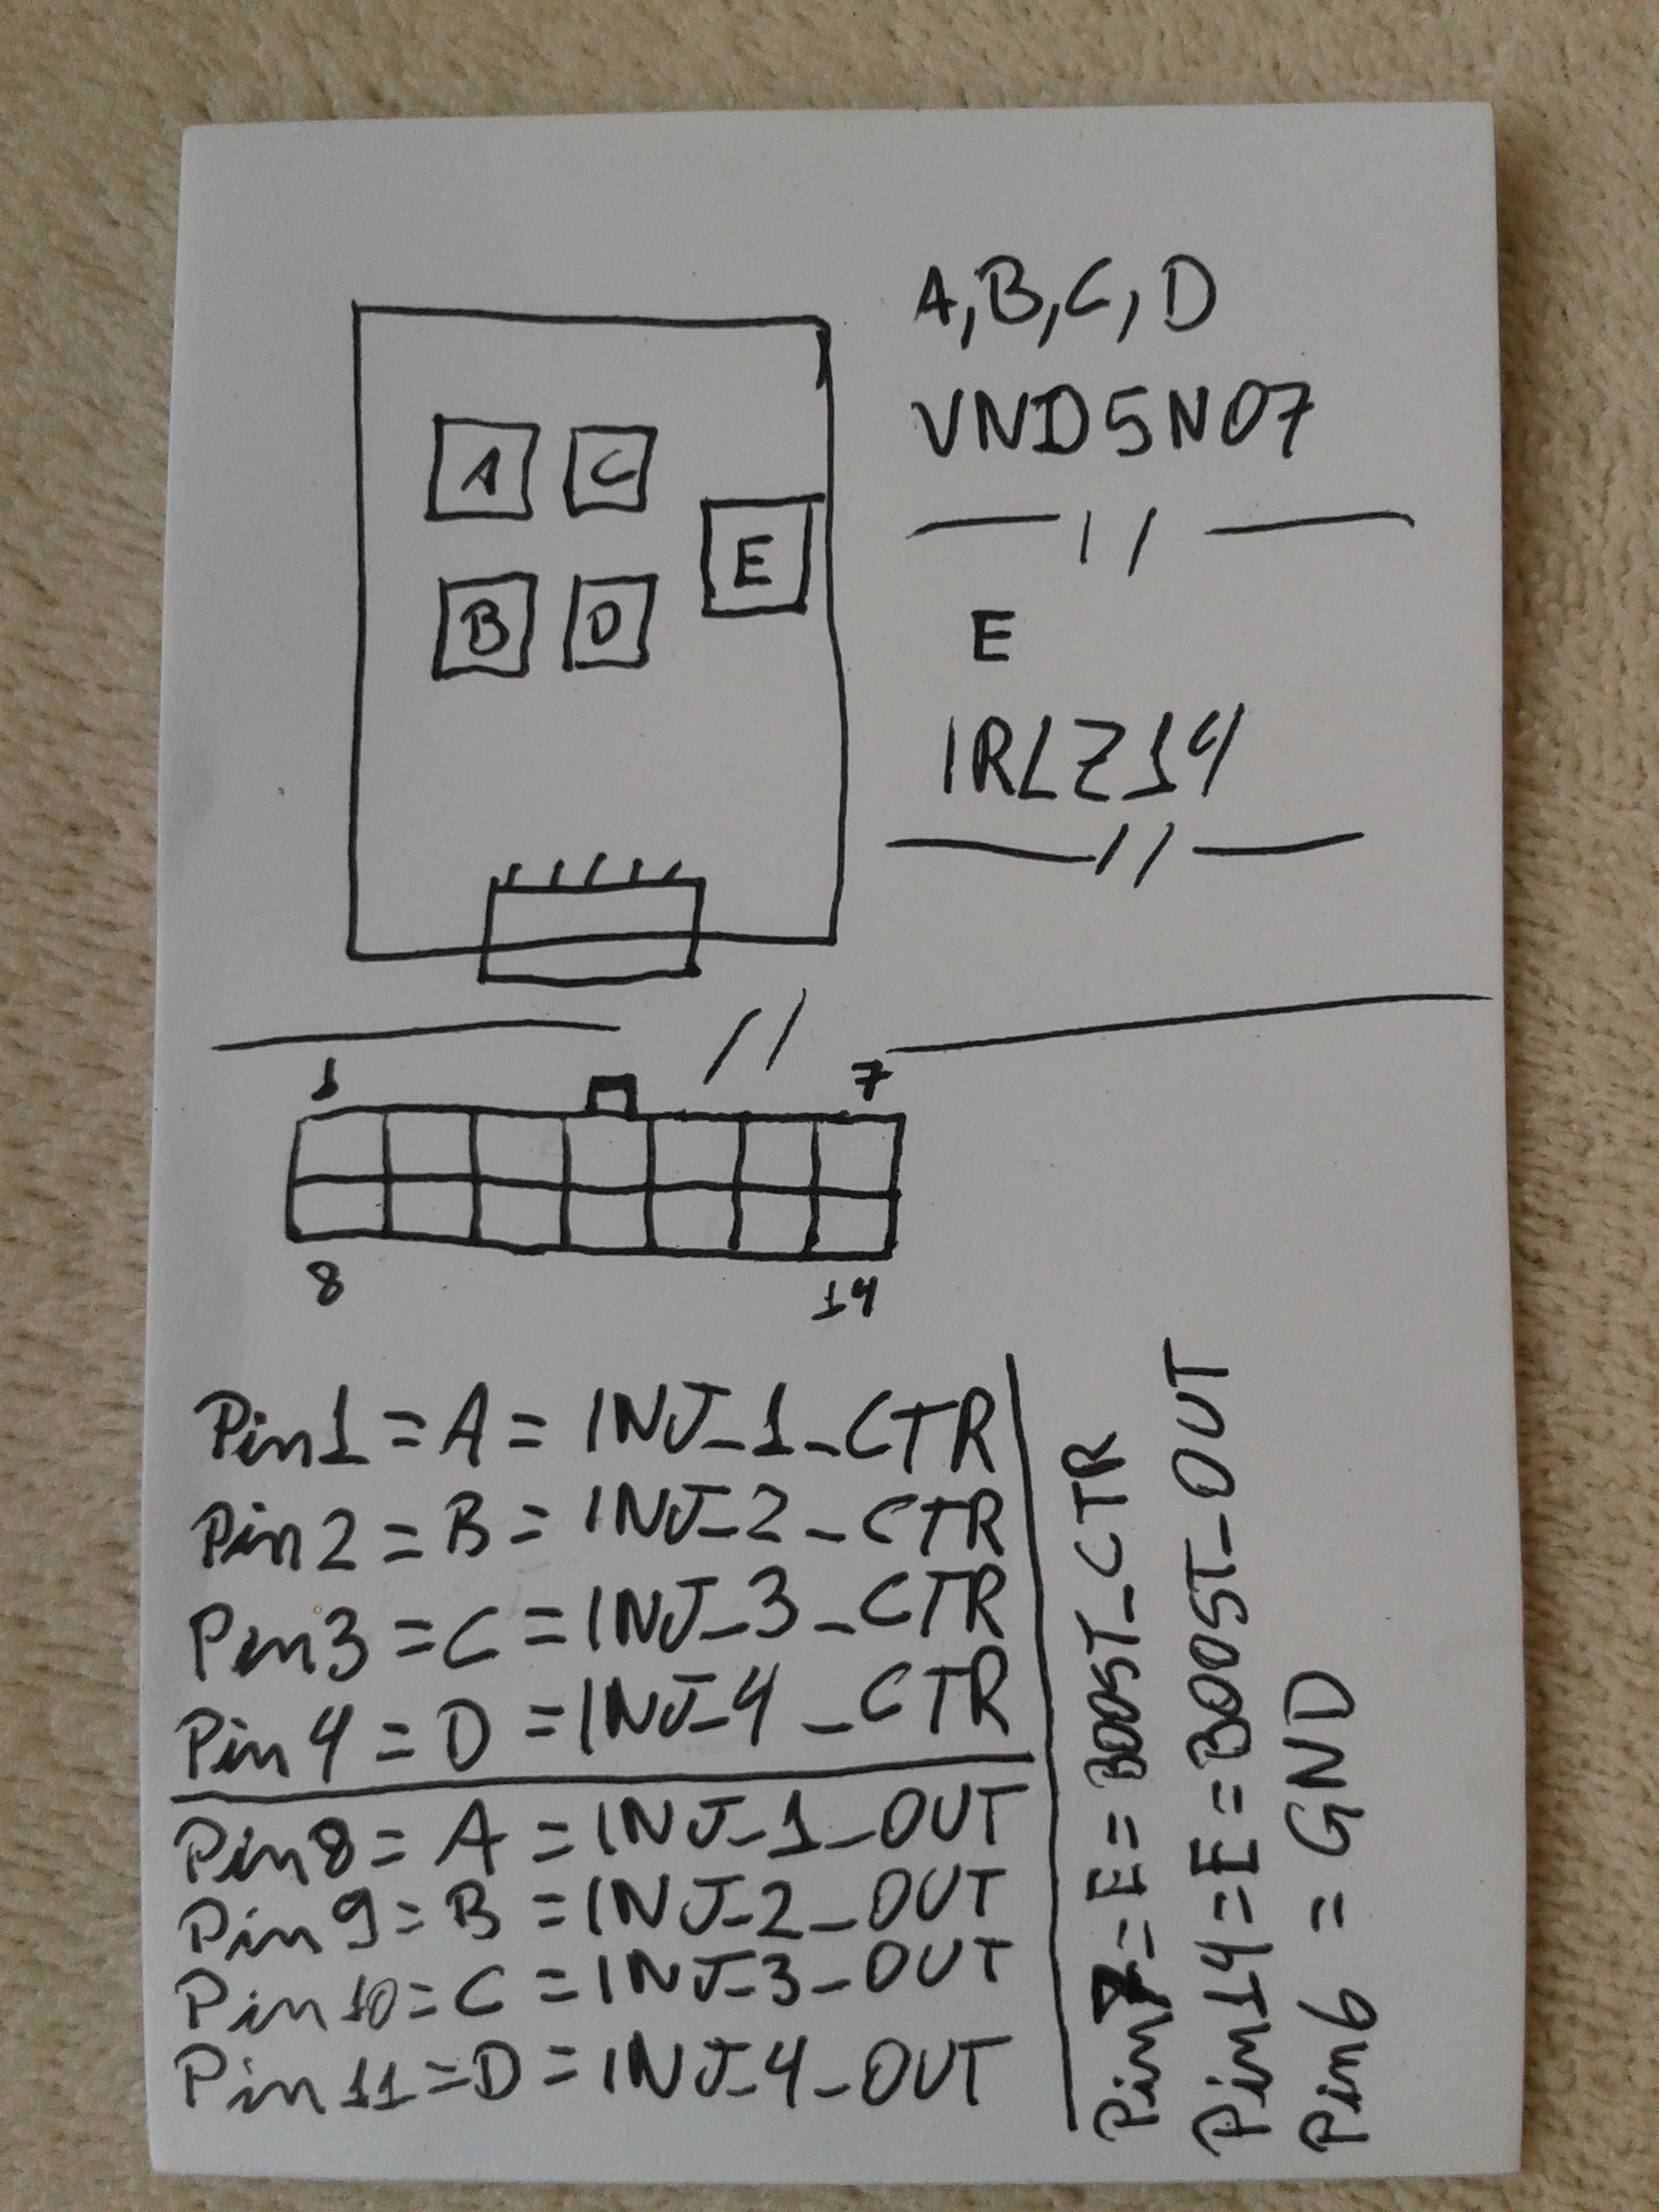 A,B,C,D
VND5N07
A C
E
B D
E
IRLZ14
1 7
8 14
Pin1 = A = INJ_1_CTR
Pin2 = B = INJ_2_CTR
Pin3 = C = INJ_3_CTR
Pin4 = D = INJ_4_CTR
Pin8 = A = INJ_1_OUT
Pin9 = B = INJ_2_OUT
Pin10 = C = INJ_3_OUT
Pin11 = D = INJ_4_OUT
Pin7 = E = BOOST_CTR
Pin14 = E = BOOST_OUT
Pin6 = GND